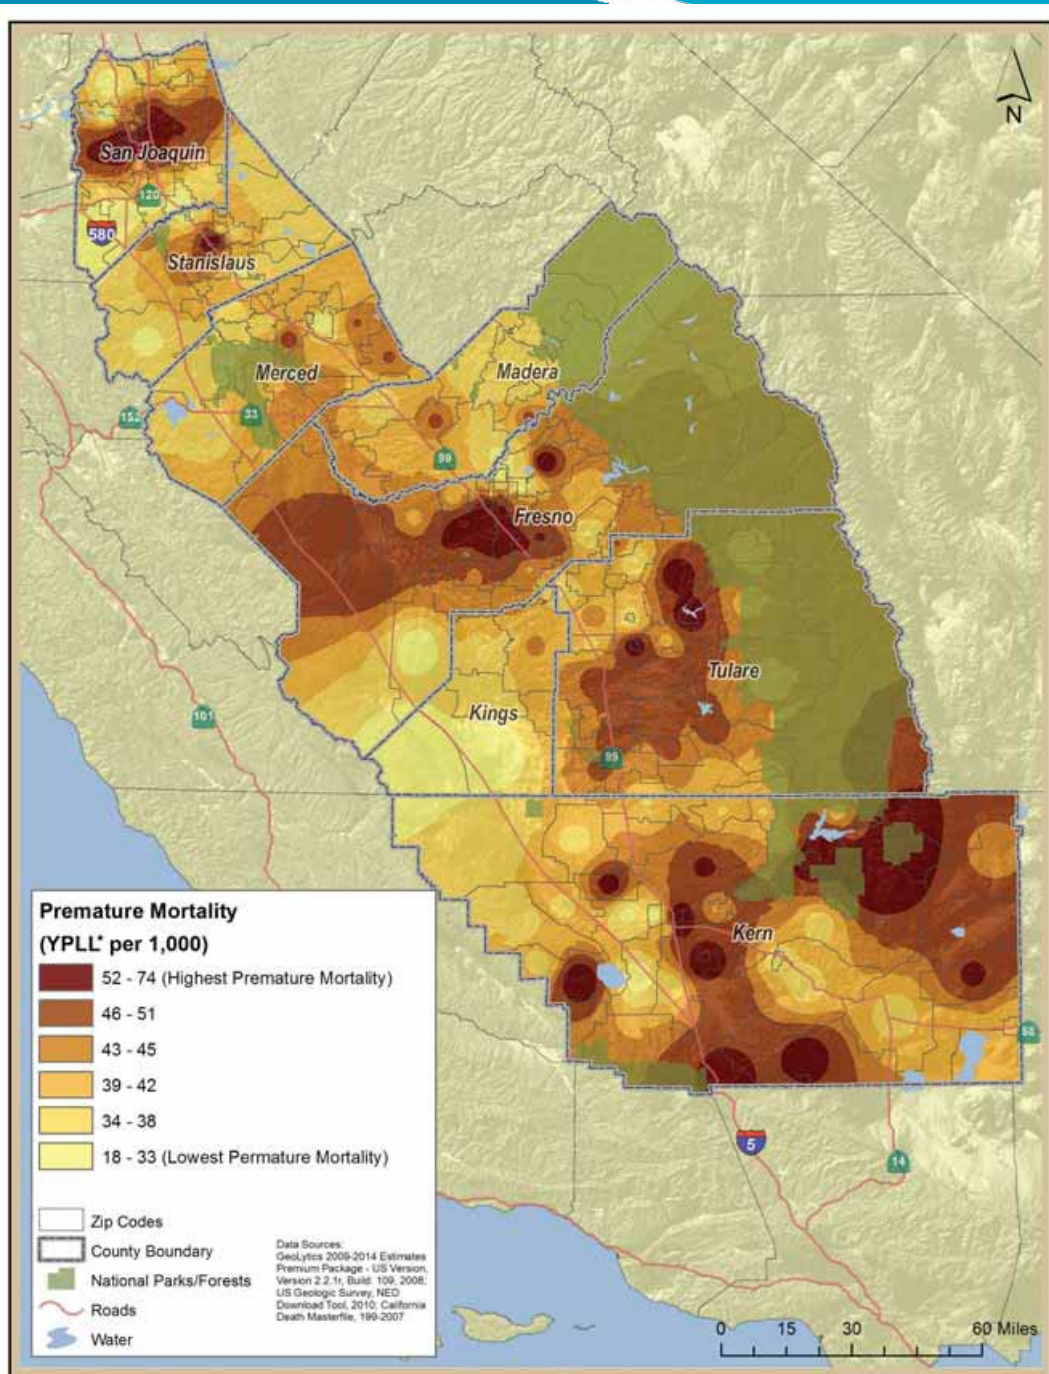 N
San Joaquin
120
580
Stanislaus
Merced
Madera
152
33
99
Fresno
Tulare
101
Kings
99
Kern
58
5
14
Premature Mortality
(YPLL* per 1,000)
52 - 74 (Highest Premature Mortality)
46 - 51
43 - 45
39 - 42
34 - 38
18 - 33 (Lowest Permature Mortality)
Zip Codes
County Boundary
National Parks/Forests
Roads
Water
Data Sources:
GeoLytics 2009-2014 Estimates
Premium Package - US Version,
Version 2.2.1r, Build: 109, 2008;
US Geologic Survey, NED
Download Tool, 2010; California
Death Masterfile, 199-2007
0 15 30 60 Miles